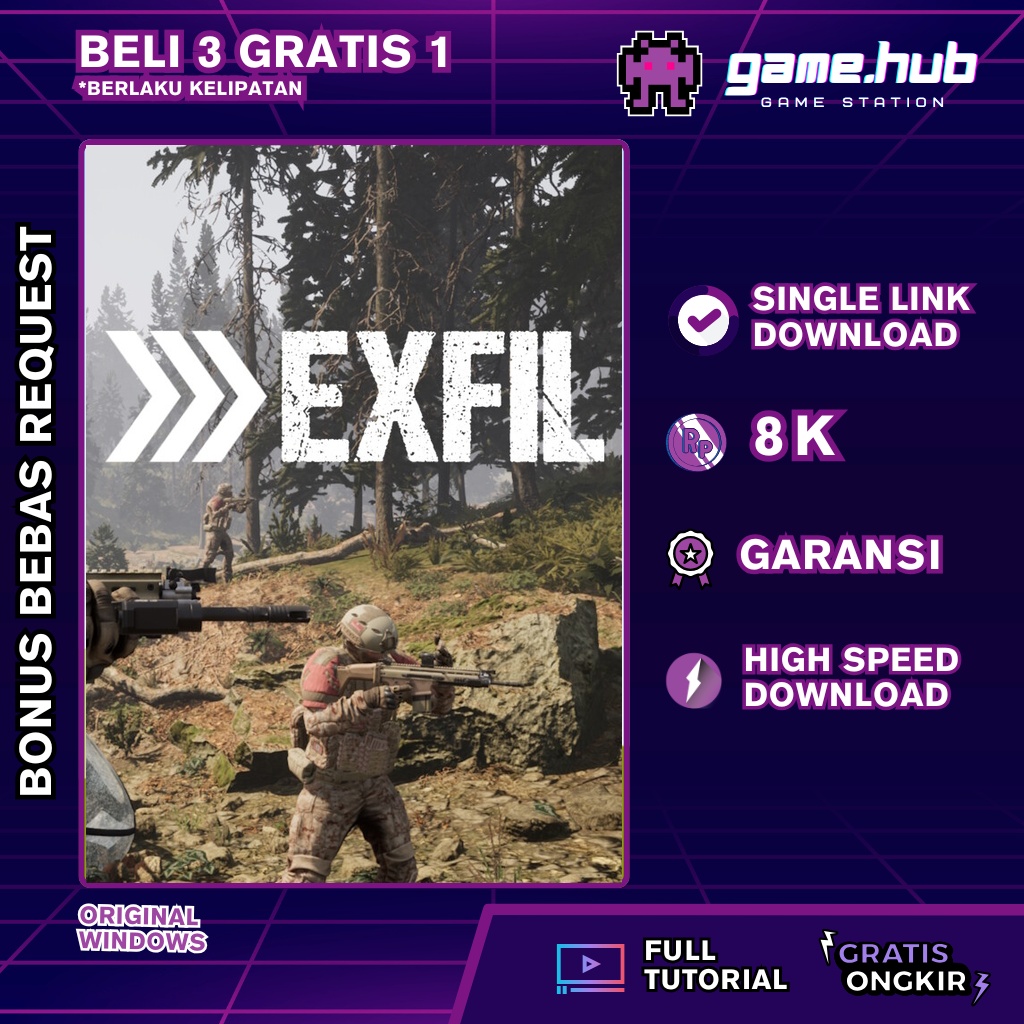 BELI 3 GRATIS 1
*BERLAKU KELIPATAN
game.hub
GAME STATION
BONUS BEBAS REQUEST
EXFIL
SINGLE LINK
DOWNLOAD
RP
8K
GARANSI
HIGH SPEED
DOWNLOAD
ORIGINAL
WINDOWS
FULL
TUTORIAL
GRATIS
ONGKIR